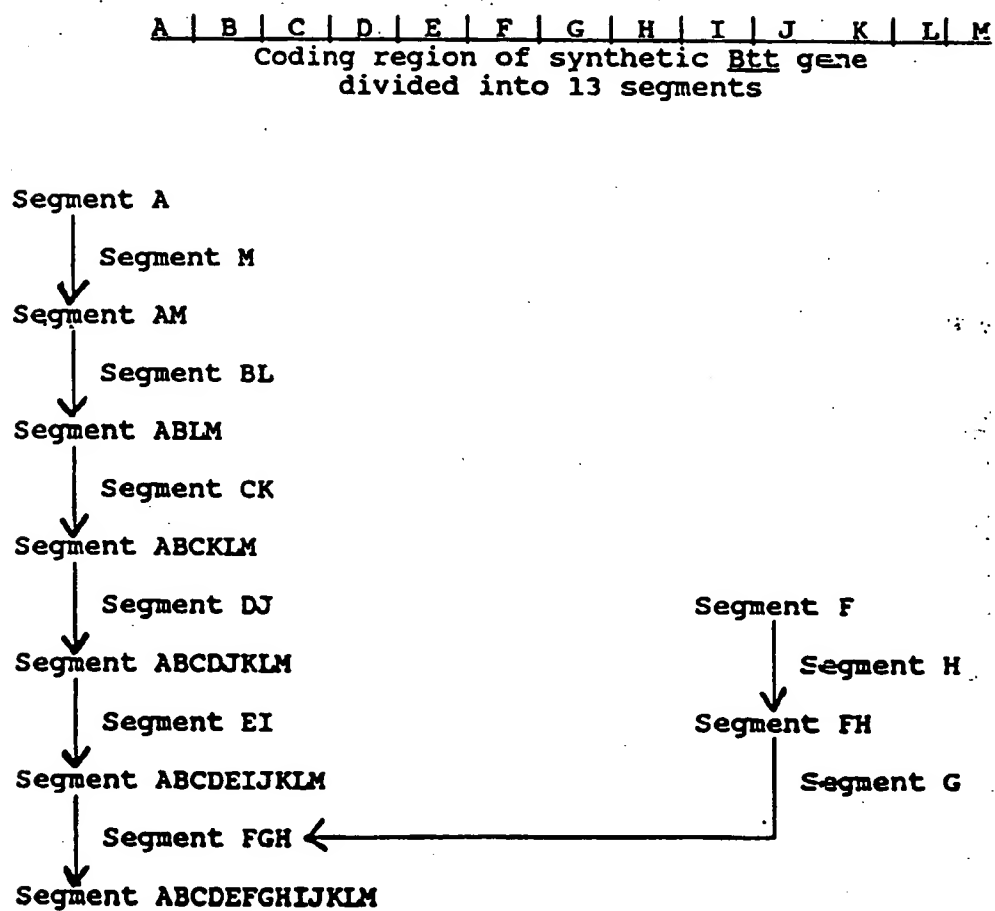 A | B | C | D | E | F | G | H | I | J K | L | M
Coding region of synthetic Btt gene
divided into 13 segments
Segment A
Segment M
Segment AM
Segment BL
Segment ABLM
Segment CK
Segment ABCKLM
Segment DJ
Segment F
Segment ABCDJKLM
Segment H
Segment EI
Segment FH
Segment ABCDEIJKLM
Segment G
Segment FGH
Segment ABCDEFGHIJKLM